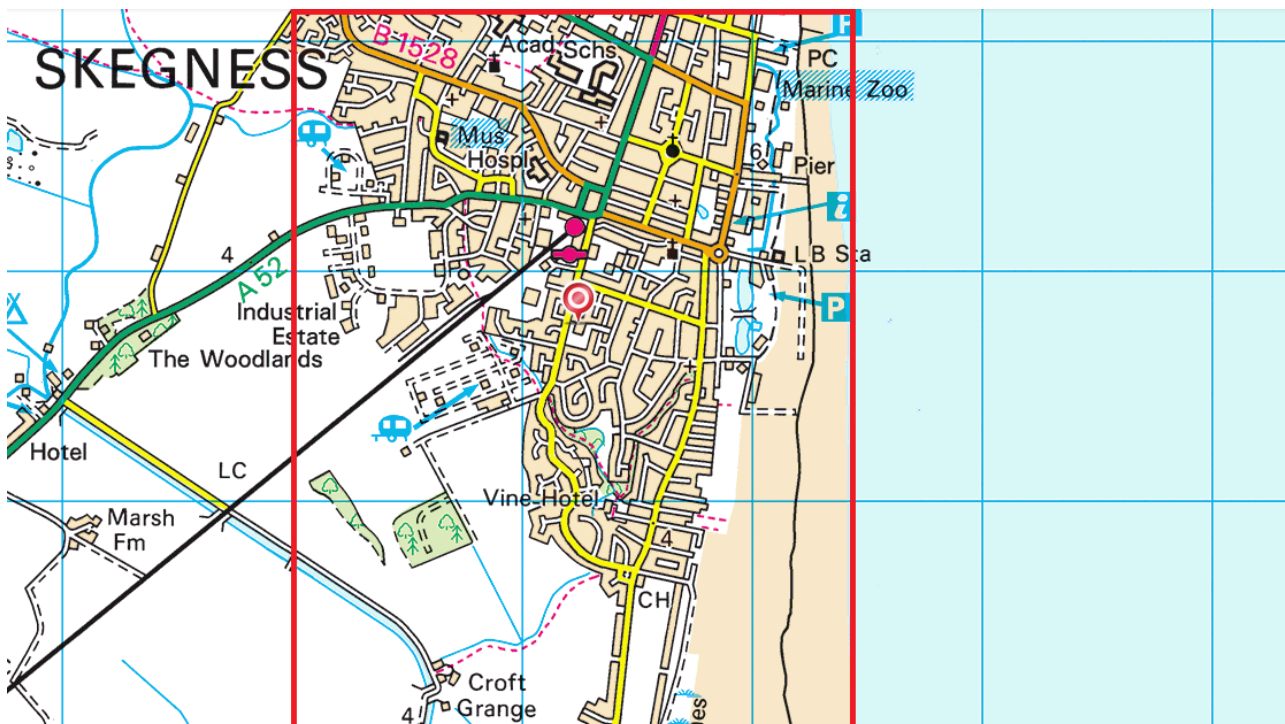 SKEGNESS
B 1528
Acad
Schs
PC
Marine Zoo
Mus
Hospl
6
Pier
i
L B Sta
4
A 52
P
Industrial
Estate
The Woodlands
Hotel
LC
Vine Hotel
Marsh
Fm
4
CH
Croft
Grange
4